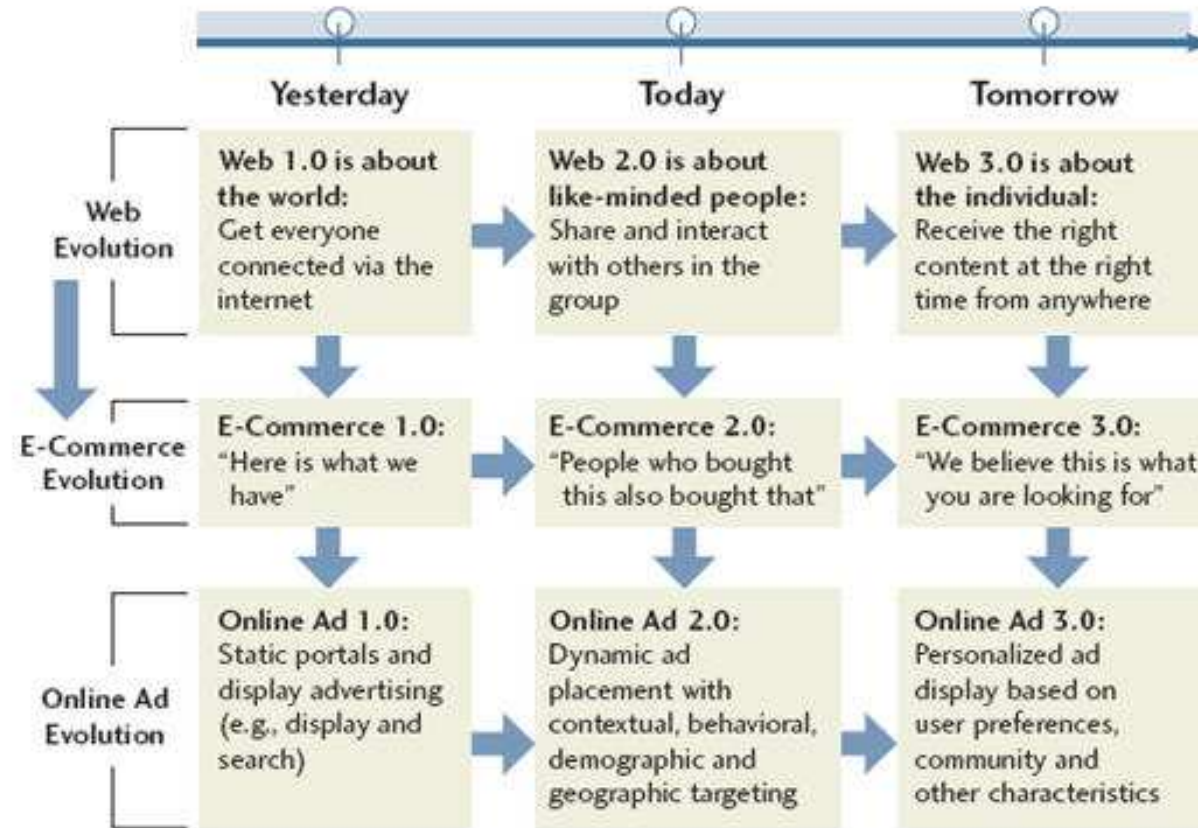 Yesterday
Today
Tomorrow
Web
Evolution
Web 1.0 is about
the world:
Get everyone
connected via the
internet
Web 2.0 is about
like-minded people:
Share and interact
with others in the
group
Web 3.0 is about
the individual:
Receive the right
content at the right
time from anywhere
E-Commerce
Evolution
E-Commerce 1.0:
“Here is what we
have”
E-Commerce 2.0:
“People who bought
this also bought that”
E-Commerce 3.0:
“We believe this is what
you are looking for”
Online Ad
Evolution
Online Ad 1.0:
Static portals and
display advertising
(e.g., display and
search)
Online Ad 2.0:
Dynamic ad
placement with
contextual, behavioral,
demographic and
geographic targeting
Online Ad 3.0:
Personalized ad
display based on
user preferences,
community and
other characteristics